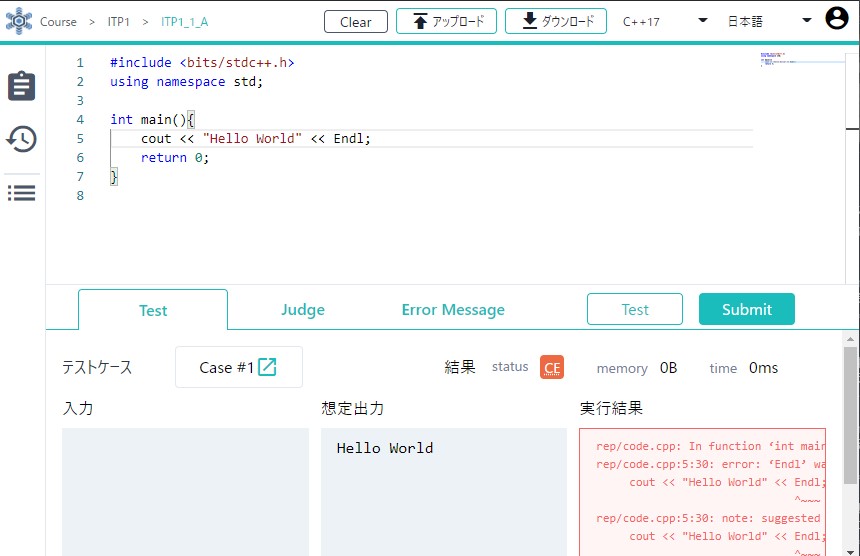 Course > ITP1 > ITP1_1_A Clear アップロード ダウンロード C++17 日本語
1 #include <bits/stdc++.h>
2 using namespace std;
3
4 int main(){
5 cout << "Hello World" << Endl;
6 return 0;
7 }
8
Test Judge Error Message Test Submit
テストケース Case #1 結果 status CE memory 0B time 0ms
入力 想定出力 実行結果
Hello World
rep/code.cpp: In function ‘int main
rep/code.cpp:5:30: error: ‘Endl’ wa
cout << "Hello World" << Endl;
^~~~
rep/code.cpp:5:30: note: suggested
cout << "Hello World" << Endl;
^~~~